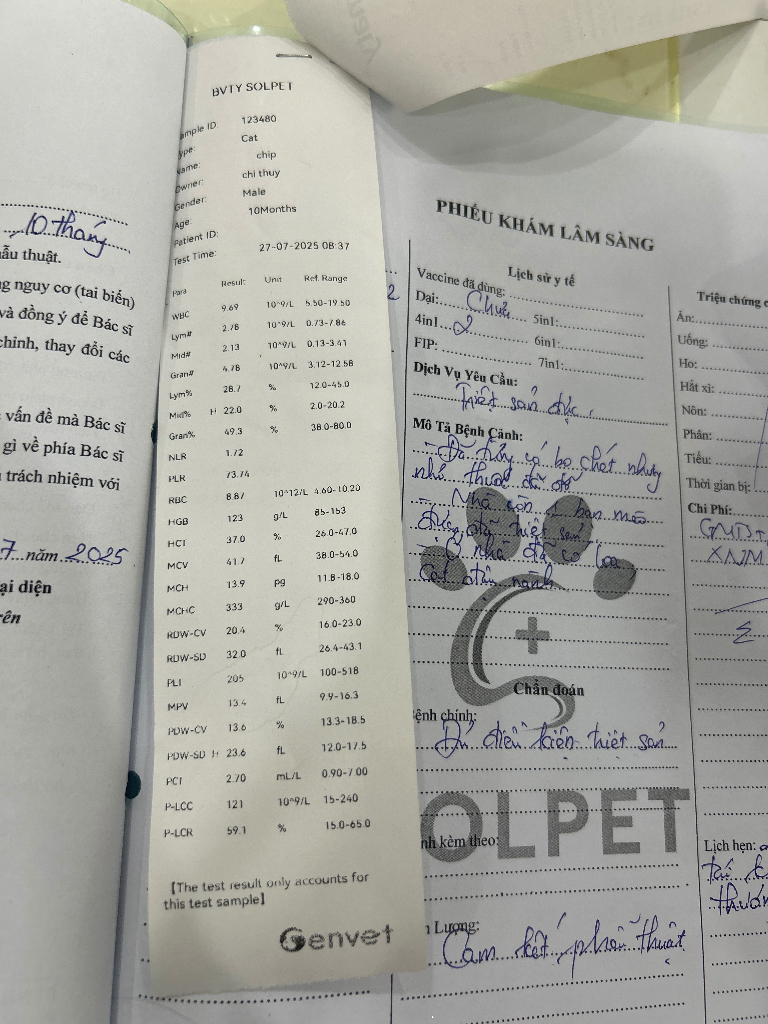 10 tháng
ẫu thuật.
g nguy cơ (tai biến)
và đồng ý để Bác sĩ
chỉnh, thay đổi các
vấn đề mà Bác sĩ
gì về phía Bác sĩ
trách nhiệm với
7 năm 2025
ại diện
rên
BVTY SOLPET
ample ID: 123480
ype: Cat
Name: chip
Owner: chi thuy
Gender: Male
Age: 10Months
Patient ID:
Test Time: 27-07-2025 08:37
Para Result Unit Ref. Range
WBC 9.69 10^9/L 5.50-19.50
Lym# 2.78 10^9/L 0.73-7.86
Mid# 2.13 10^9/L 0.13-3.41
Gran# 4.78 10^9/L 3.12-12.58
Lym% 28.7 % 12.0-45.0
Mid% H 22.0 % 2.0-20.2
Gran% 49.3 % 38.0-80.0
NLR 1.72
PLR 73.74
RBC 8.87 10^12/L 4.60-10.20
HGB 123 g/L 85-153
HCT 37.0 % 26.0-47.0
MCV 41.7 fL 38.0-54.0
MCH 13.9 pg 11.8-18.0
MCHC 333 g/L 290-360
RDW-CV 20.4 % 16.0-23.0
RDW-SD 32.0 fL 26.4-43.1
PLT 205 10^9/L 100-518
MPV 13.4 fL 9.9-16.3
PDW-CV 13.6 % 13.3-18.5
PDW-SD H 23.6 fL 12.0-17.5
PCT 2.70 mL/L 0.90-7.00
P-LCC 121 10^9/L 15-240
P-LCR 59.1 % 15.0-65.0
【The test result only accounts for
this test sample】
Genvet
PHIẾU KHÁM LÂM SÀNG
Lịch sử y tế
Vaccine đã dùng:
Dại: Chưa 5in1:
4in1 2 6in1:
FIP: 7in1:
Dịch Vụ Yêu Cầu:
Triệt sản đực.
Mô Tả Bệnh Cảnh:
- Đã từng có bọ chét nhưng
nhỏ thuốc đã đỡ
- Nhà còn 1 bạn mèo
đực đã triệt sản
- Ở nhà đã có loa
Cát đậu nành
Chẩn đoán
ệnh chính:
Đủ điều kiện triệt sản
OLPET
nh kèm theo:
n Lượng:
Cam kết phẫu thuật
Triệu chứng
Ăn:
Uống:
Ho:
Hắt xì:
Nôn:
Phân:
Tiểu:
Thời gian bị:
Chi Phí:
XNM
Lịch hẹn:
tái